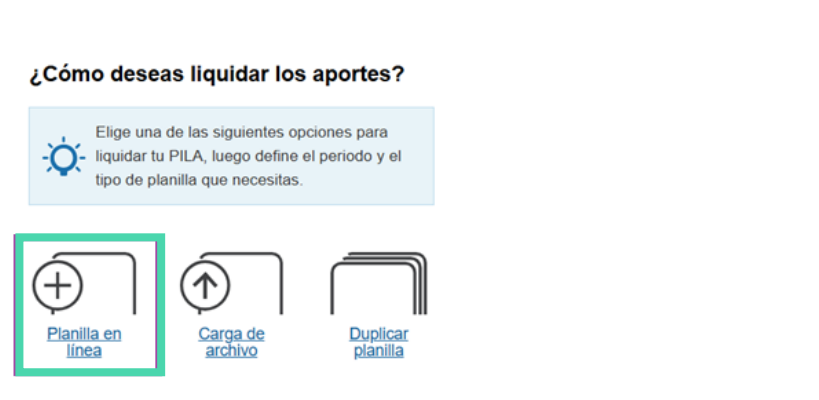 ¿Cómo deseas liquidar los aportes?
Elige una de las siguientes opciones para
liquidar tu PILA, luego define el periodo y el
tipo de planilla que necesitas.
Planilla en
línea
Carga de
archivo
Duplicar
planilla